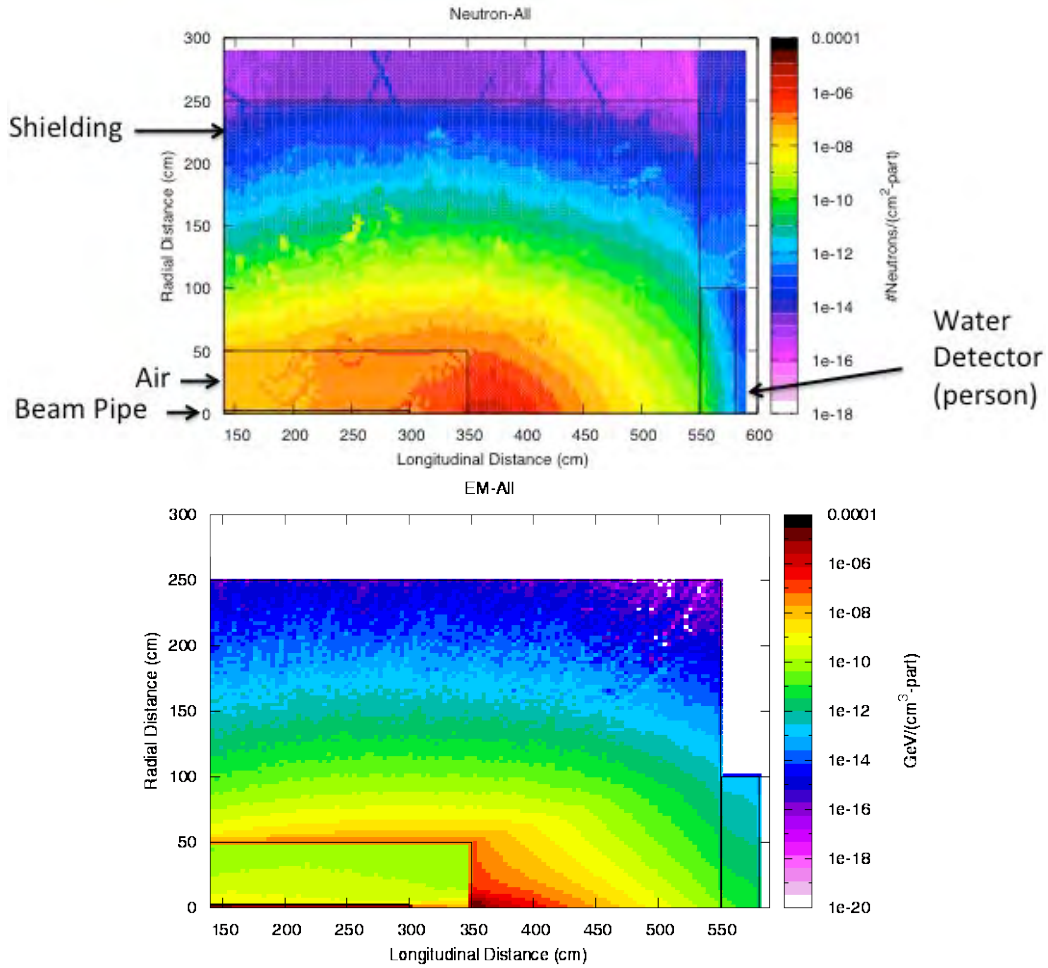 Neutron-All
300
250
200
150
100
50
0
Radial Distance (cm)
150 200 250 300 350 400 450 500 550 600
Longitudinal Distance (cm)
0.0001
1e-06
1e-08
1e-10
1e-12
1e-14
1e-16
1e-18
#Neutrons/(cm²-part)
Shielding
Air
Beam Pipe
Water
Detector
(person)
EM-All
300
250
200
150
100
50
0
Radial Distance (cm)
150 200 250 300 350 400 450 500 550
Longitudinal Distance (cm)
0.0001
1e-06
1e-08
1e-10
1e-12
1e-14
1e-16
1e-18
1e-20
GeV/(cm³-part)